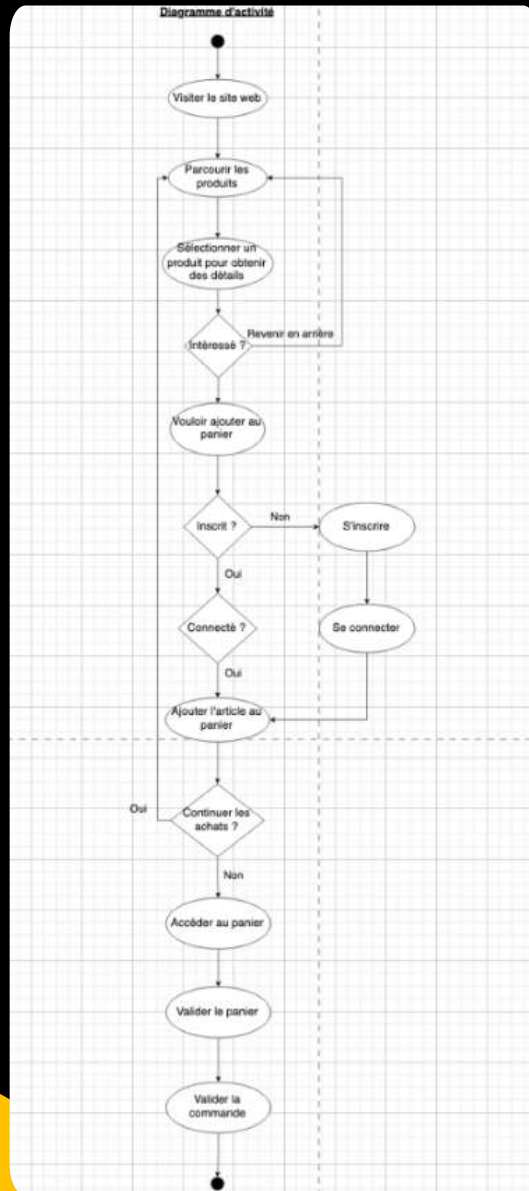 Diagramme d'activité
Visiter le site web
Parcourir les
produits
Sélectionner un
produit pour obtenir
des détails
Intéressé ?
Revenir en arrière
Vouloir ajouter au
panier
Inscrit ?
Non
S'inscrire
Oui
Connecté ?
Se connecter
Oui
Ajouter l'article au
panier
Oui
Continuer les
achats ?
Non
Accéder au panier
Valider le panier
Valider la
commande